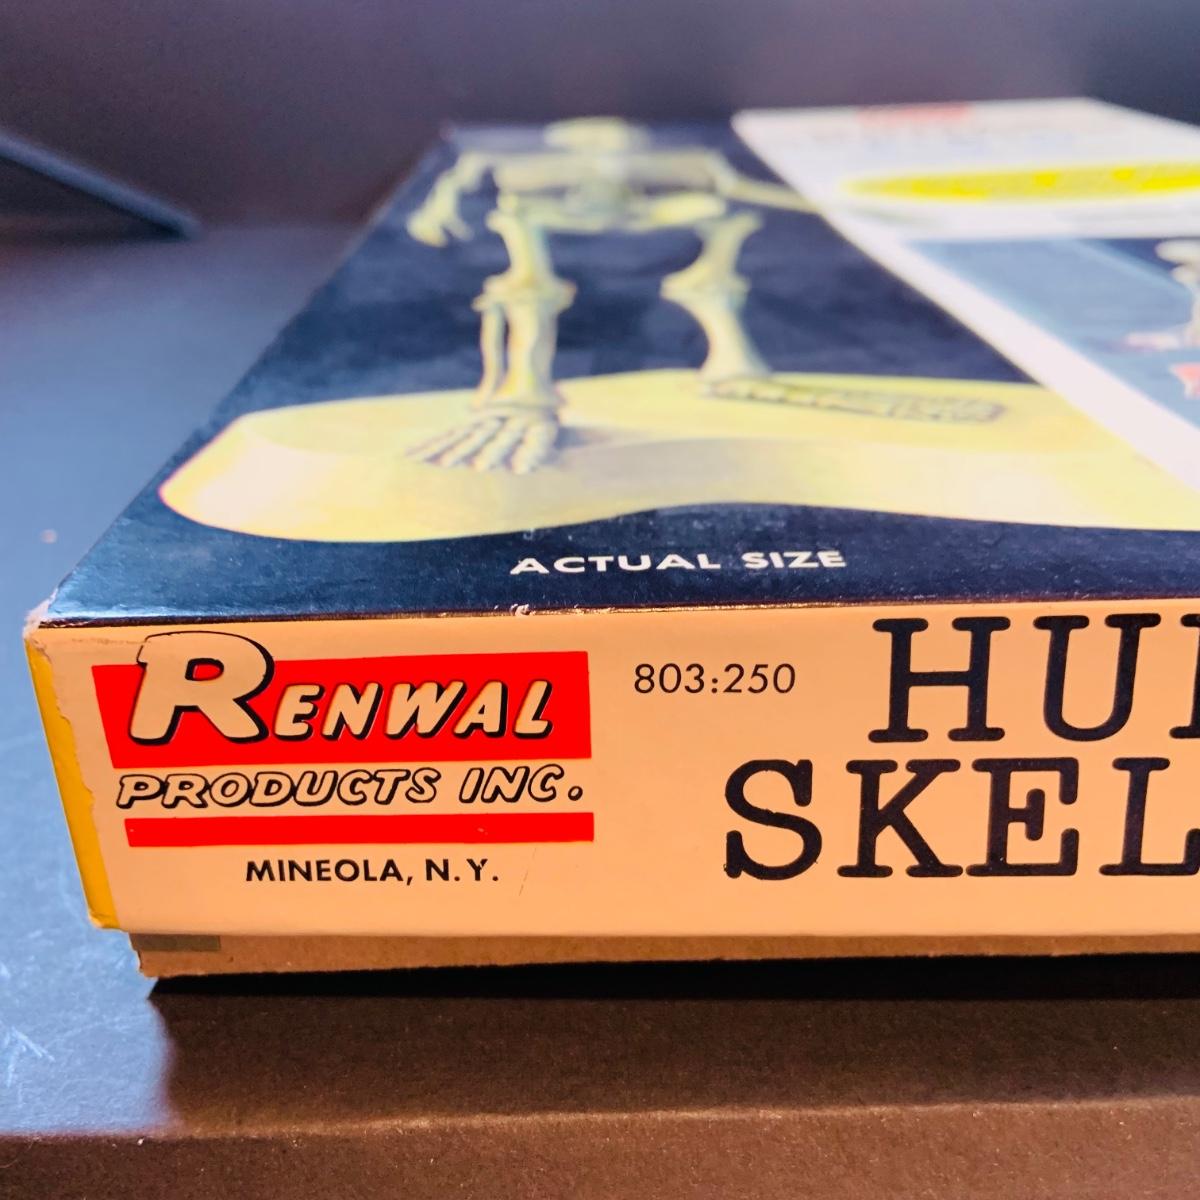 ACTUAL SIZE
RENWAL
PRODUCTS INC.
MINEOLA, N.Y.
803:250
HU
SKEL